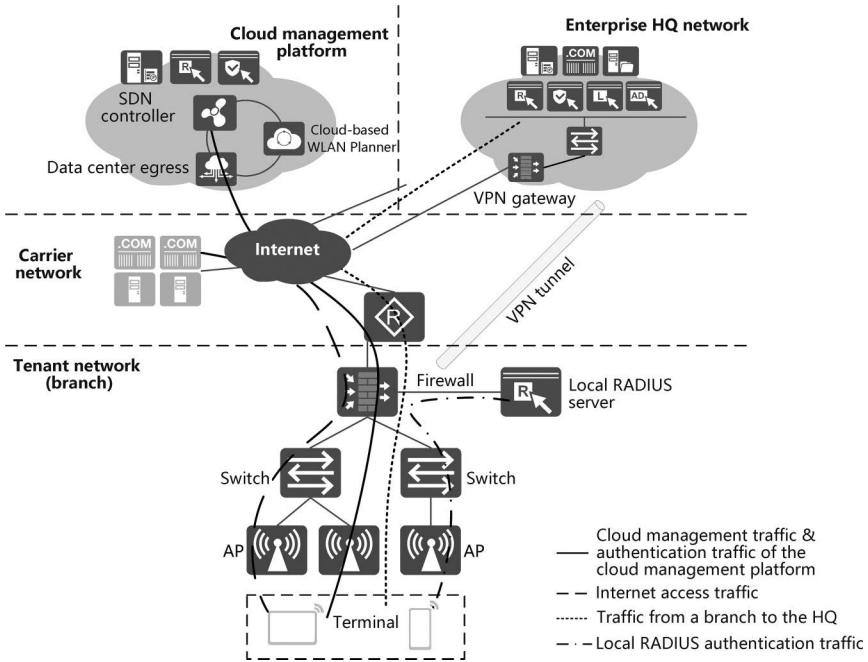 Cloud management
platform
Enterprise HQ network
.COM
SDN
controller
R
R
L
AD
Cloud-based
WLAN Planner
Data center egress
VPN gateway
Carrier
network
.COM
.COM
Internet
VPN tunnel
R
Tenant network
(branch)
Firewall
R
Local RADIUS
server
Switch
Switch
AP
AP
Terminal
Cloud management traffic &
authentication traffic of the
cloud management platform
Internet access traffic
Traffic from a branch to the HQ
Local RADIUS authentication traffic